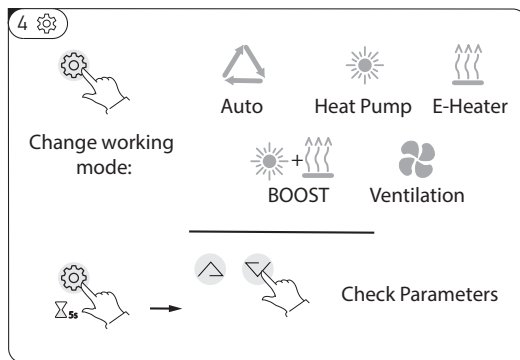 4
Auto Heat Pump E-Heater
Change working
mode:
+
BOOST Ventilation
5s
Check Parameters